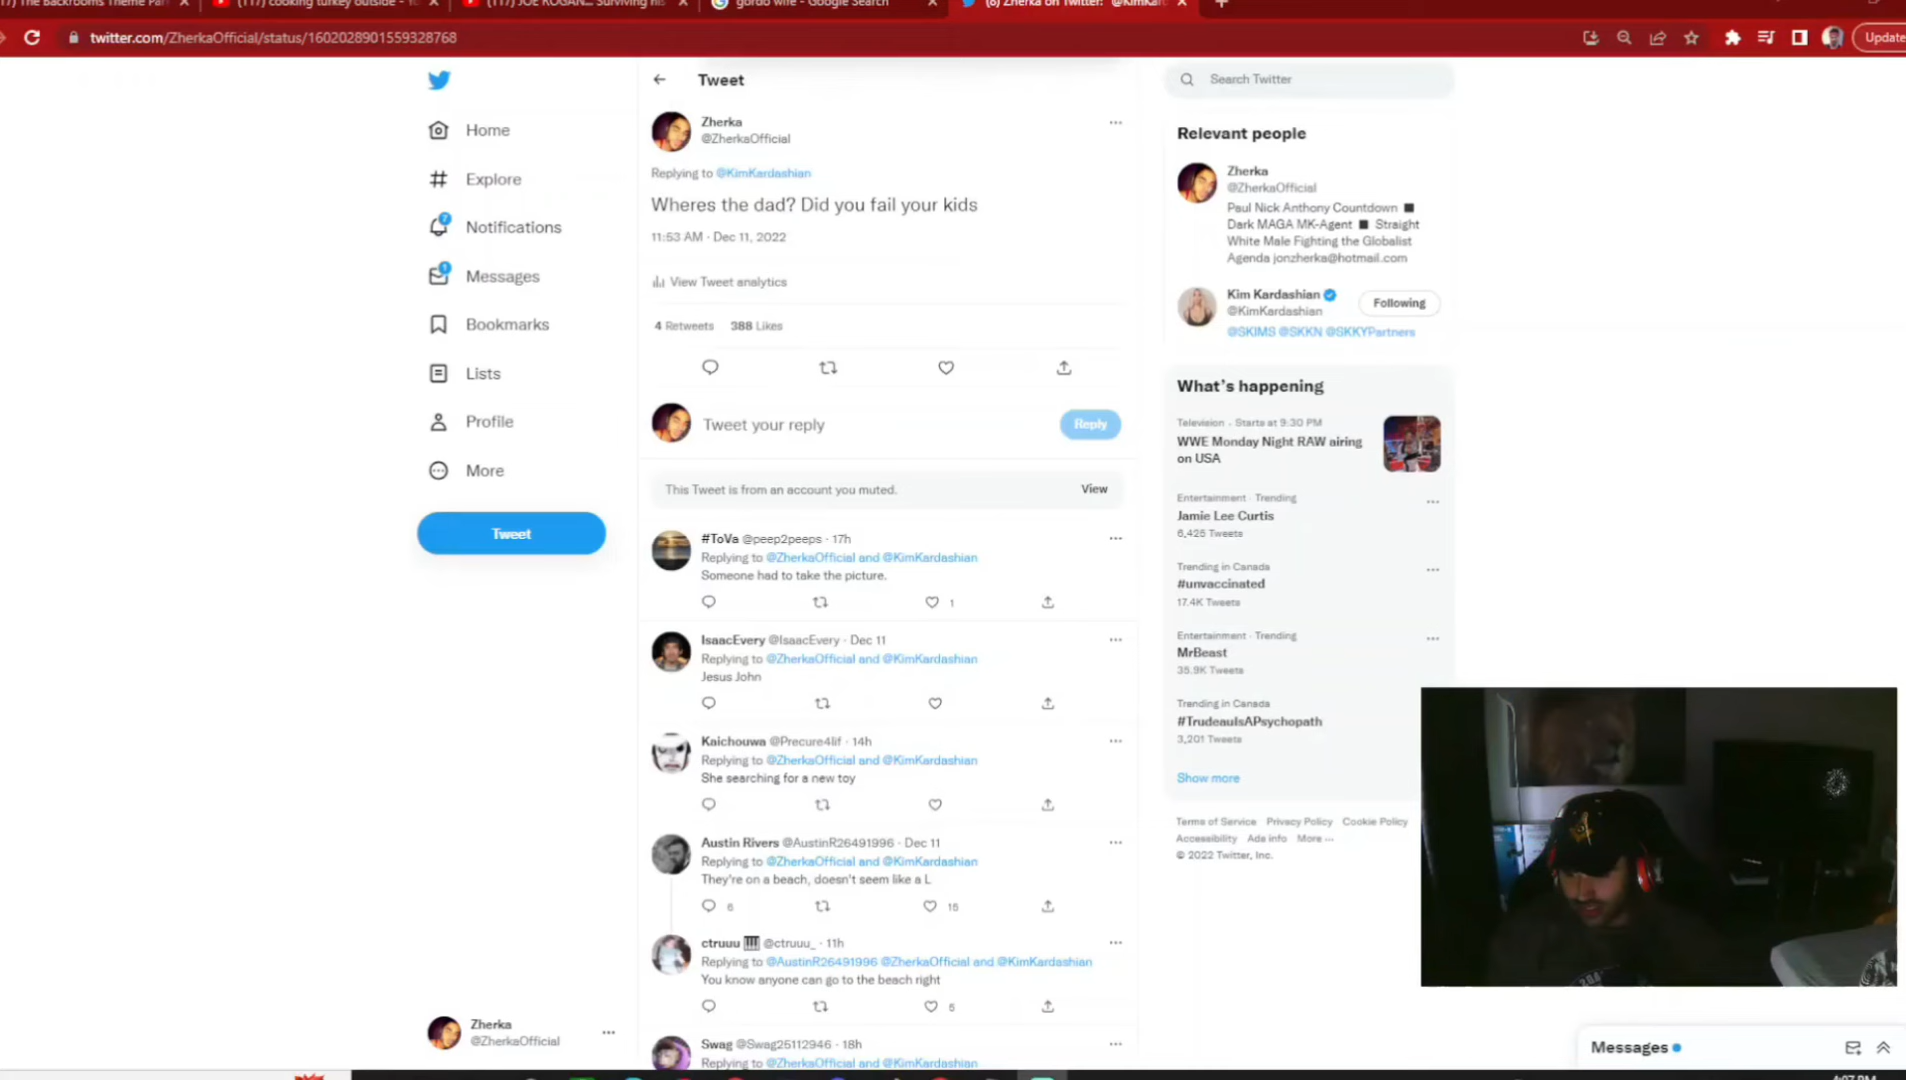 (117) The Backrooms Theme Par
(117) cooking turkey outside - Yo
(117) JOE ROGAN... Surviving his
gordo wife - Google Search
(8) Zherka on Twitter: "@KimKar
twitter.com/ZherkaOfficial/status/1602028901559328768
Update
Home
Explore
7
Notifications
1
Messages
Bookmarks
Lists
Profile
More
Tweet
Zherka
@ZherkaOfficial
Tweet
Zherka
@ZherkaOfficial
Replying to @KimKardashian
Wheres the dad? Did you fail your kids
11:53 AM · Dec 11, 2022
View Tweet analytics
4 Retweets 388 Likes
Tweet your reply
Reply
This Tweet is from an account you muted.
View
#ToVa @peep2peeps · 17h
Replying to @ZherkaOfficial and @KimKardashian
Someone had to take the picture.
1
IsaacEvery @IsaacEvery · Dec 11
Replying to @ZherkaOfficial and @KimKardashian
Jesus John
Kaichouwa @Precure4lif · 14h
Replying to @ZherkaOfficial and @KimKardashian
She searching for a new toy
Austin Rivers @AustinR26491996 · Dec 11
Replying to @ZherkaOfficial and @KimKardashian
They're on a beach, doesn't seem like a L
6 16
ctruuu @ctruuu_ · 11h
Replying to @AustinR26491996 @ZherkaOfficial and @KimKardashian
You know anyone can go to the beach right
6
Swag @Swag25112946 · 18h
Replying to @ZherkaOfficial and @KimKardashian
Search Twitter
Relevant people
Zherka
@ZherkaOfficial
Paul Nick Anthony Countdown ◼
Dark MAGA MK-Agent ◼ Straight
White Male Fighting the Globalist
Agenda jonzherka@hotmail.com
Kim Kardashian
@KimKardashian
Following
@SKIMS @SKKN @SKKYPartners
What's happening
Television · Starts at 9:30 PM
WWE Monday Night RAW airing
on USA
Entertainment · Trending
Jamie Lee Curtis
6,425 Tweets
Trending in Canada
#unvaccinated
17.4K Tweets
Entertainment · Trending
MrBeast
35.9K Tweets
Trending in Canada
#TrudeauIsAPsychopath
3,201 Tweets
Show more
Terms of Service Privacy Policy Cookie Policy
Accessibility Ads info More ···
© 2022 Twitter, Inc.
Messages
4:07 PM